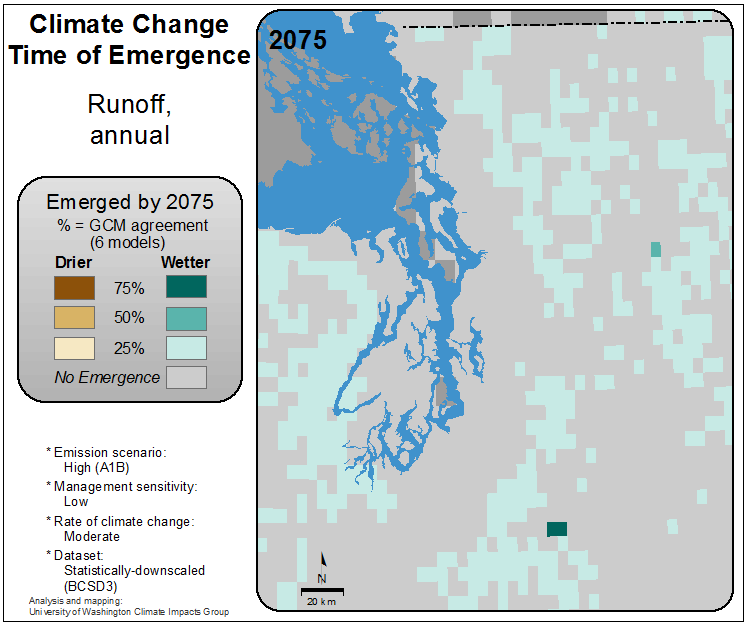 Climate Change
Time of Emergence
Runoff,
annual
Emerged by 2075
% = GCM agreement
(6 models)
Drier Wetter
75%
50%
25%
No Emergence
* Emission scenario:
High (A1B)
* Management sensitivity:
Low
* Rate of climate change:
Moderate
* Dataset:
Statistically-downscaled
(BCSD3)
Analysis and mapping:
University of Washington Climate Impacts Group
2075
N
20 km